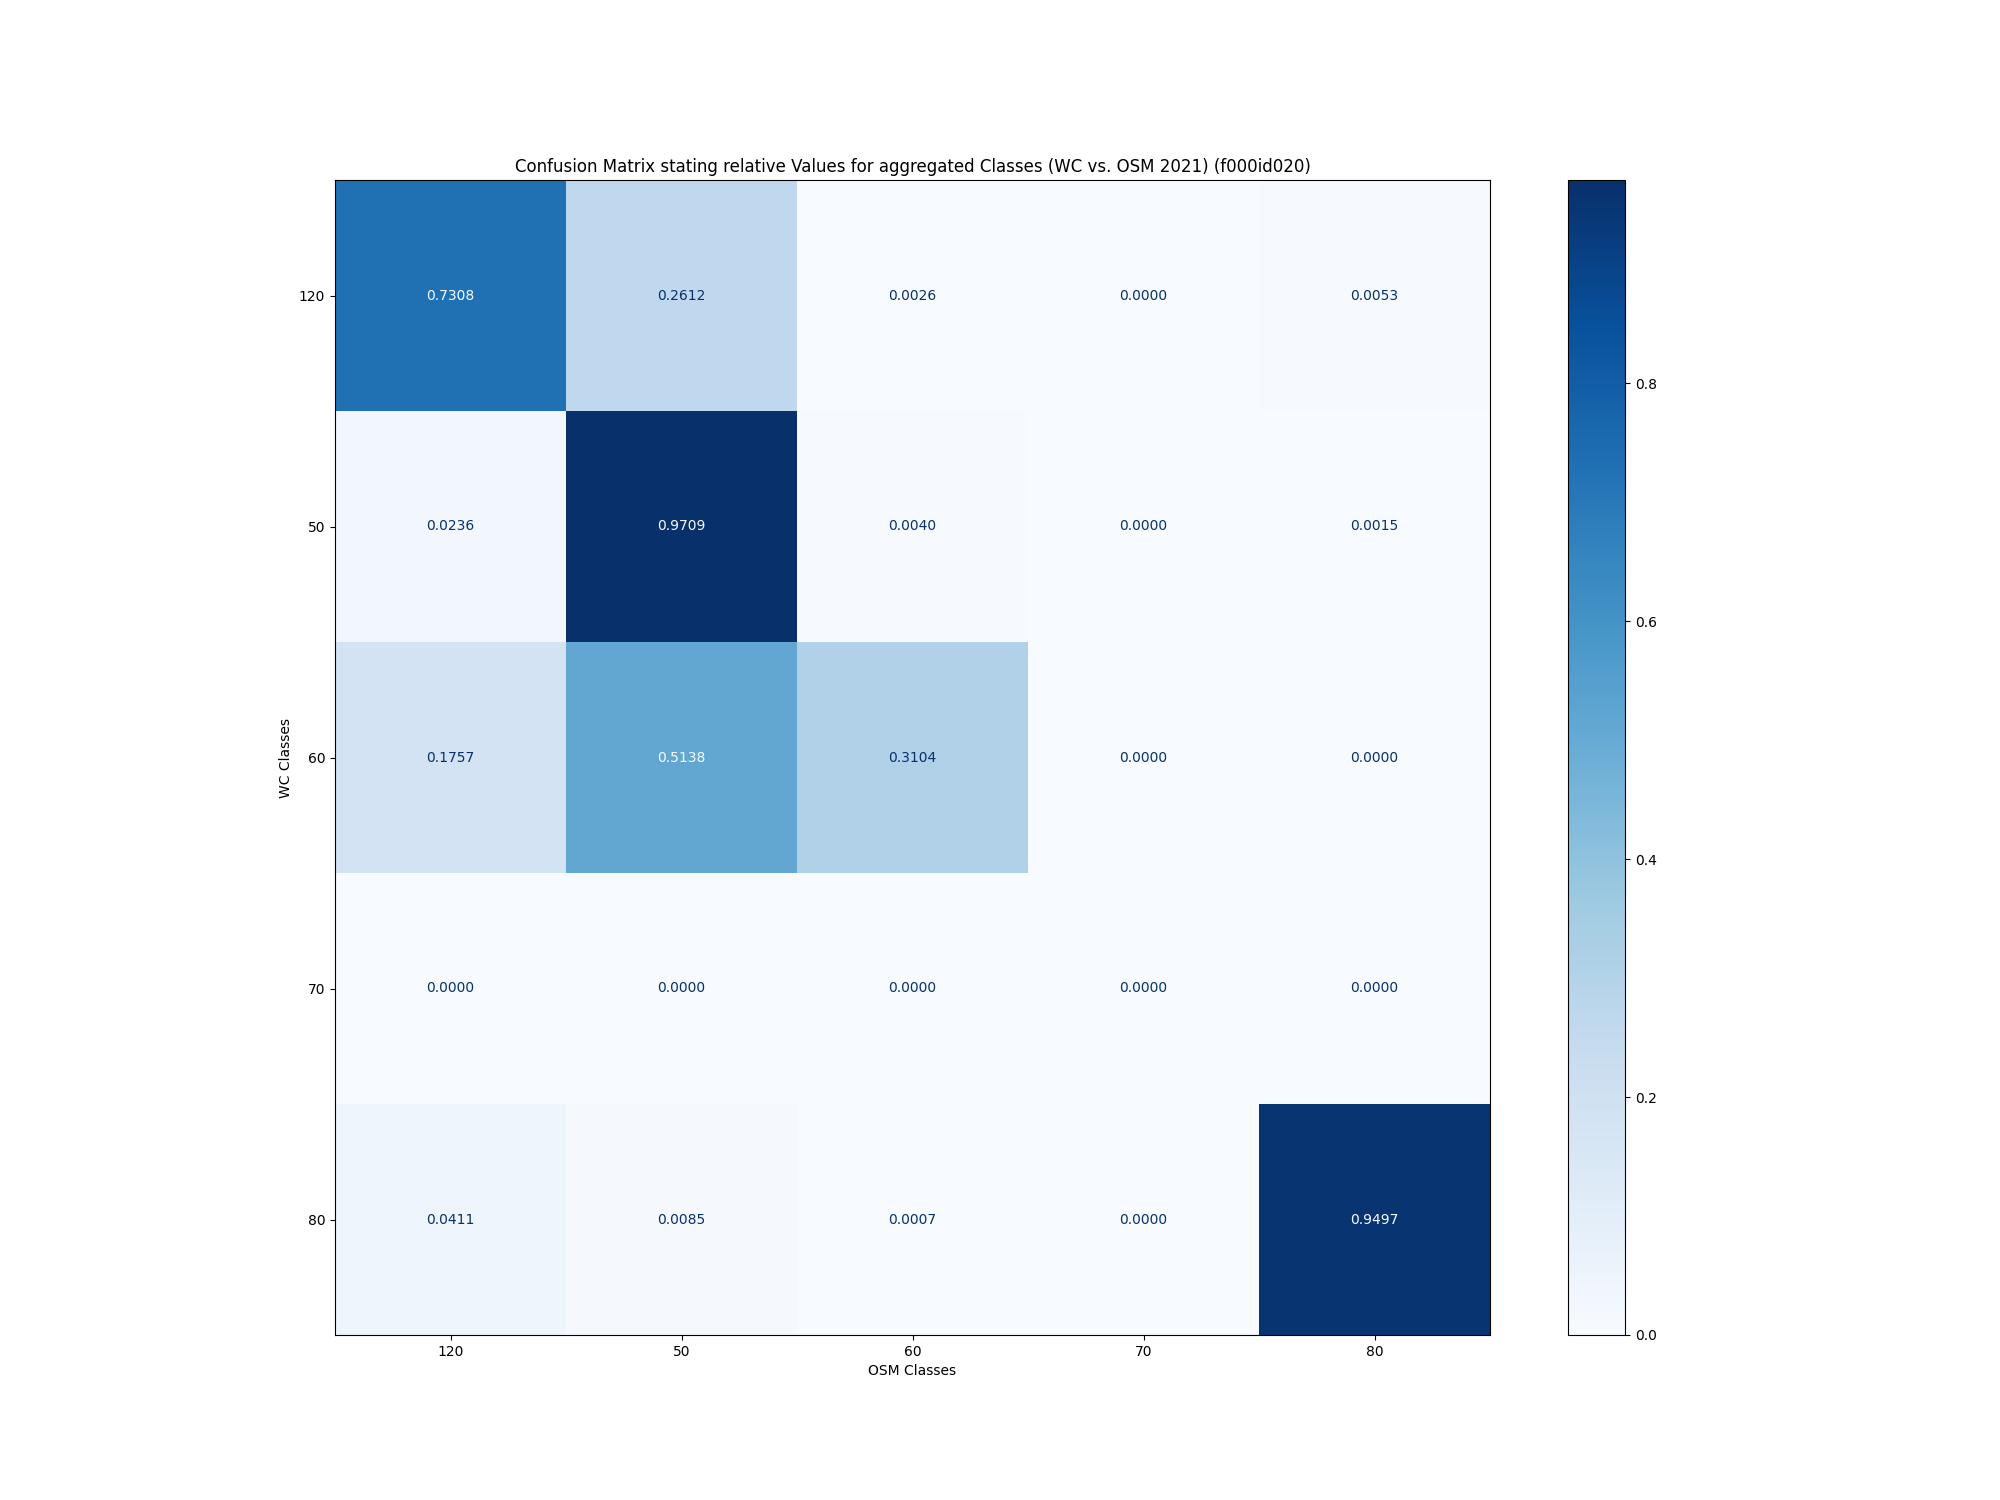 Confusion Matrix stating relative Values for aggregated Classes (WC vs. OSM 2021) (f000id020)
120 0.7308 0.2612 0.0026 0.0000 0.0053
50 0.0236 0.9709 0.0040 0.0000 0.0015
60 0.1757 0.5138 0.3104 0.0000 0.0000
70 0.0000 0.0000 0.0000 0.0000 0.0000
80 0.0411 0.0085 0.0007 0.0000 0.9497
120 50 60 70 80
WC Classes
OSM Classes
0.8
0.6
0.4
0.2
0.0